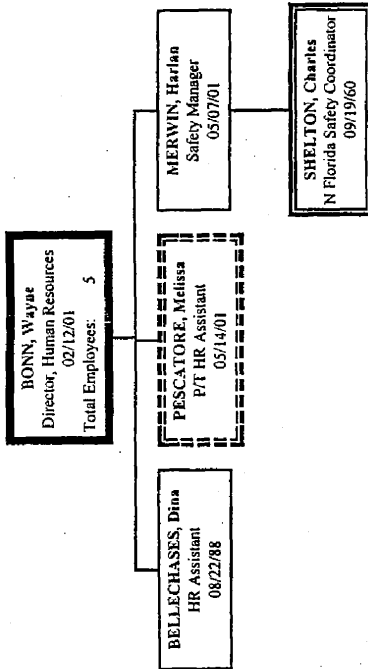 BONN, Wayne
Director, Human Resources
02/12/01
Total Employees: 5
BELLECHASES, Dina
HR Assistant
08/22/88
PESCATORE, Melissa
P/T HR Assistant
05/14/01
MERWIN, Harlan
Safety Manager
05/07/01
SHELTON, Charles
N Florida Safety Coordinator
09/19/60